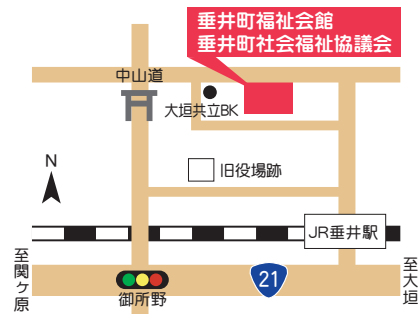 垂井町福祉会館
垂井町社会福祉協議会
中山道
大垣共立BK
N
旧役場跡
JR垂井駅
至関ヶ原
至大垣
21
御所野